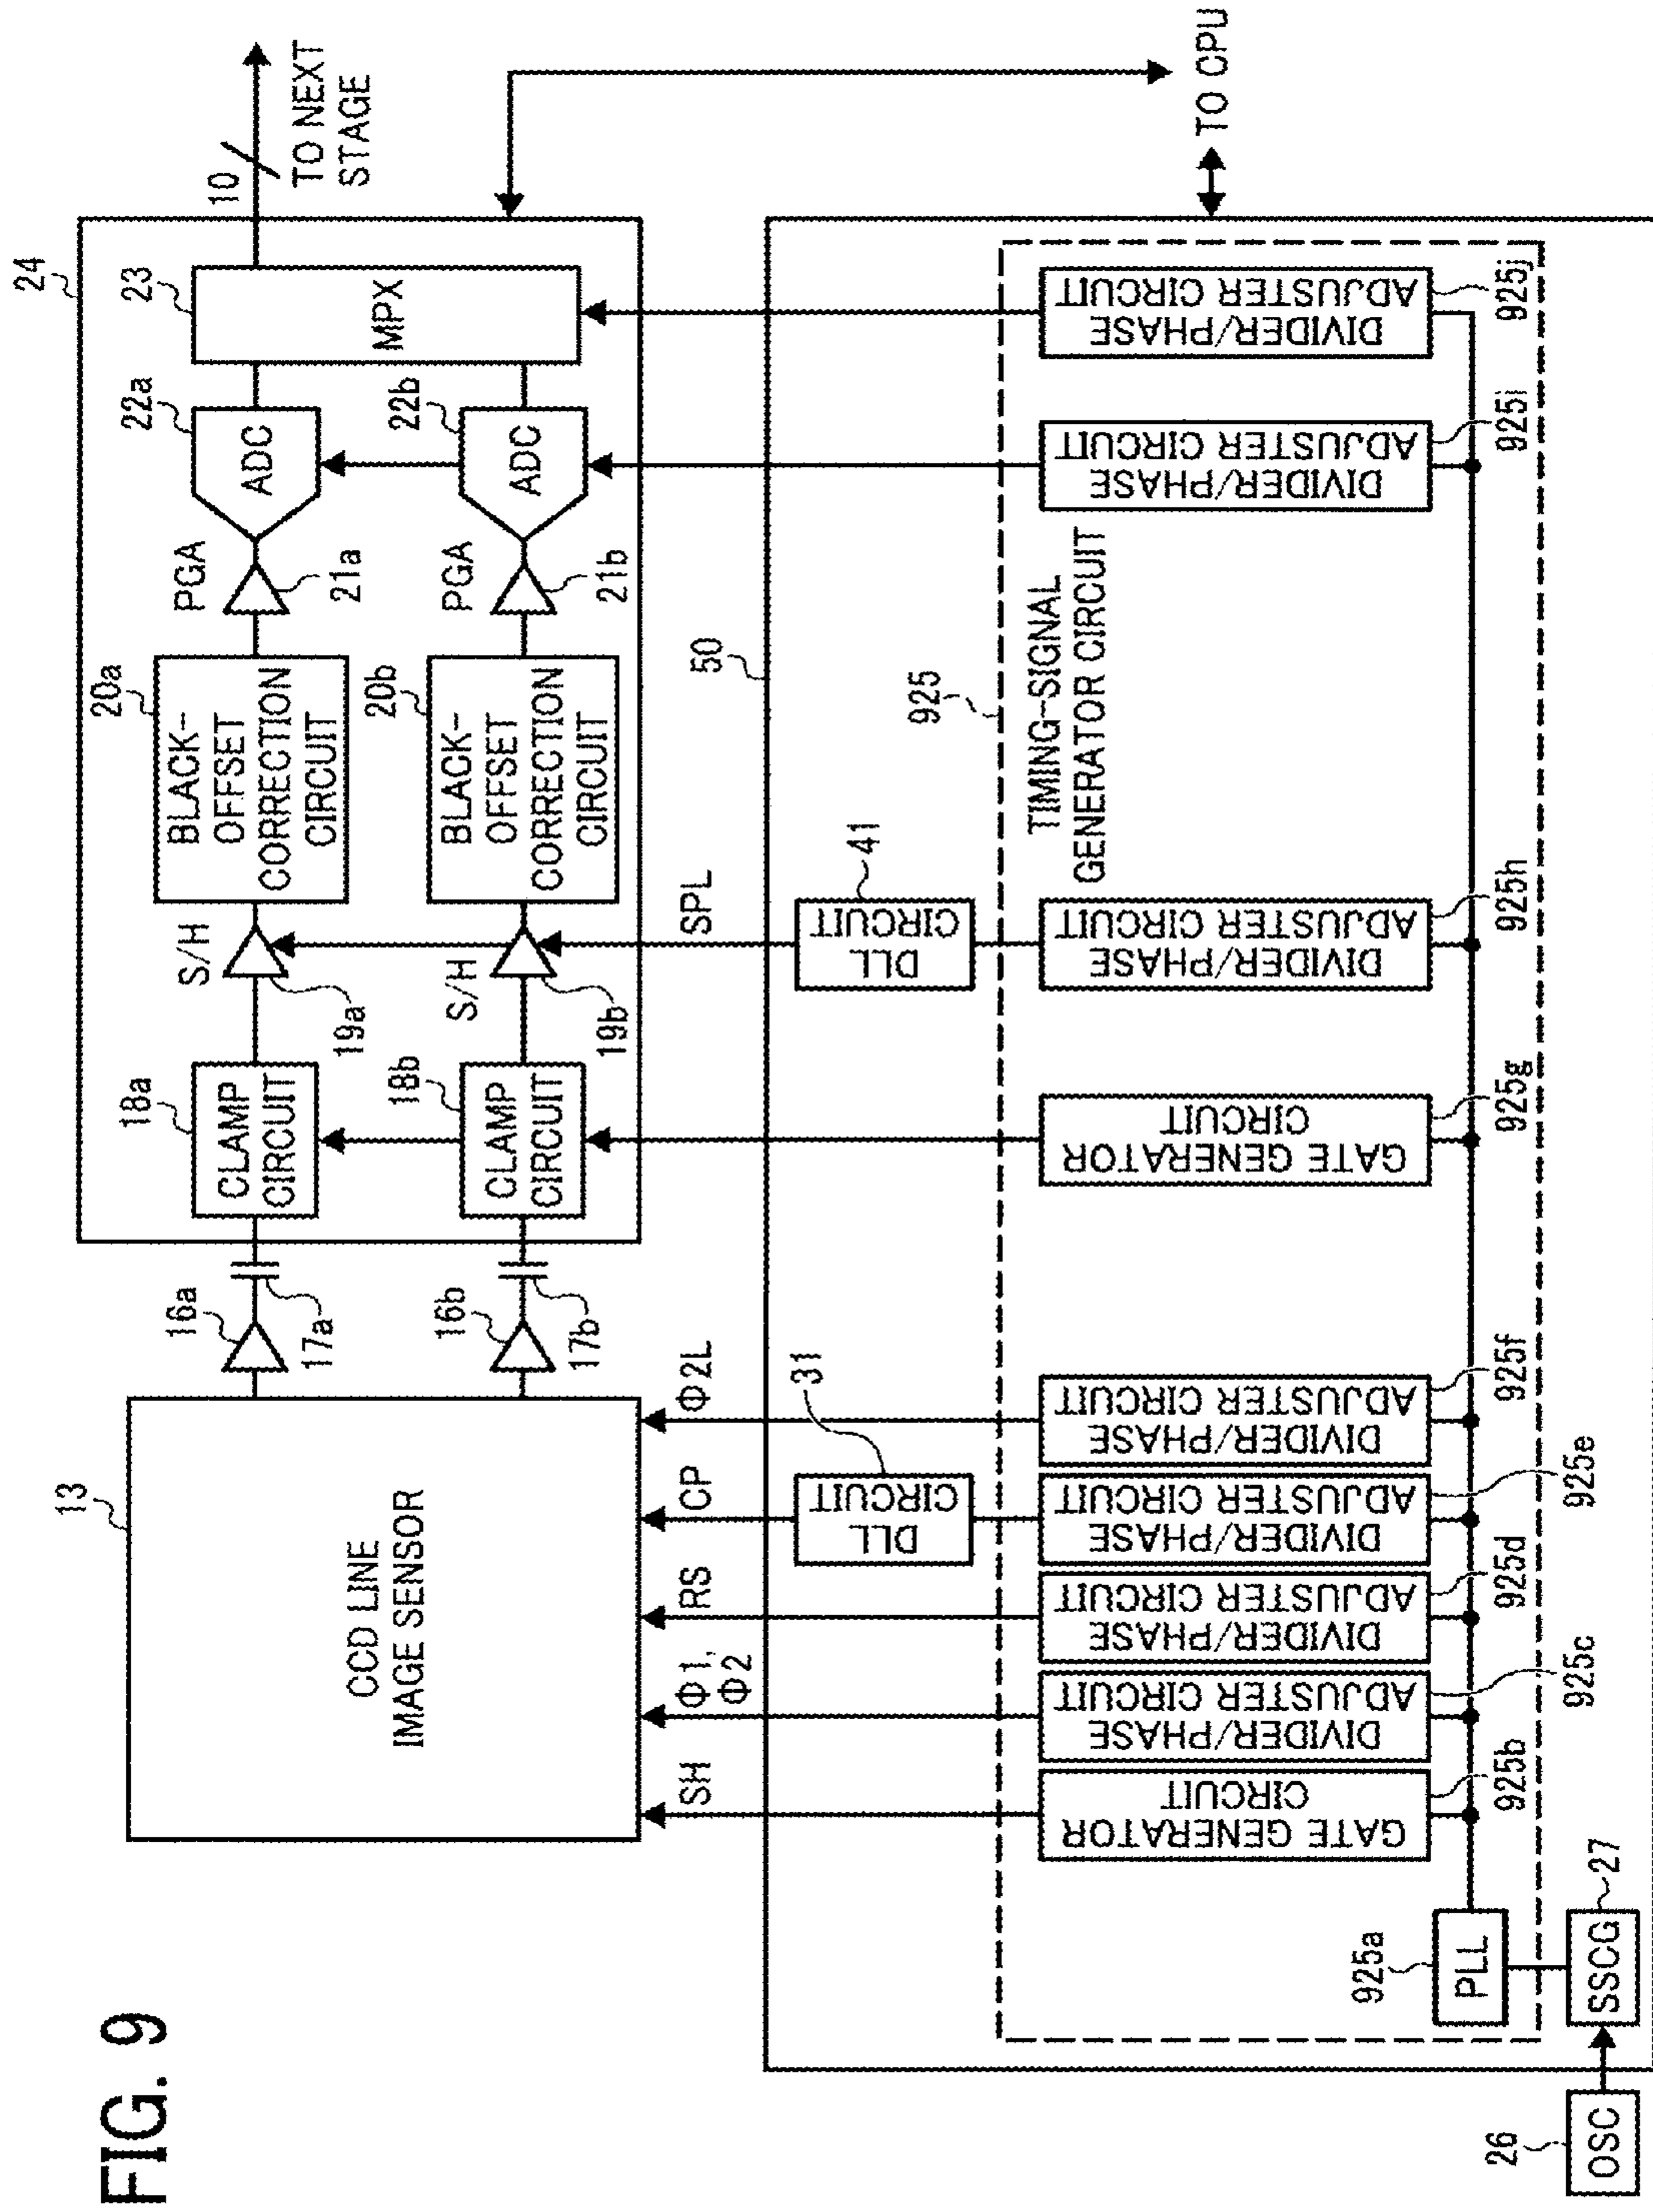 FIG. 9
24
10
TO NEXT
STAGE
13
CCD LINE
IMAGE SENSOR
16a
17a
16b
17b
18a
CLAMP
CIRCUIT
18b
CLAMP
CIRCUIT
S/H
19a
S/H
19b
20a
BLACK-
OFFSET
CORRECTION
CIRCUIT
20b
BLACK-
OFFSET
CORRECTION
CIRCUIT
PGA
21a
PGA
21b
22a
ADC
22b
ADC
23
MPX
SH
Φ1,
Φ2
RS
CP
Φ2L
SPL
50
TO CPU
31
DLL
CIRCUIT
41
DLL
CIRCUIT
925
TIMING-SIGNAL
GENERATOR CIRCUIT
GATE GENERATOR
CIRCUIT
925b
DIVIDER/PHASE
ADJUSTER CIRCUIT
925c
DIVIDER/PHASE
ADJUSTER CIRCUIT
925d
DIVIDER/PHASE
ADJUSTER CIRCUIT
925e
DIVIDER/PHASE
ADJUSTER CIRCUIT
925f
GATE GENERATOR
CIRCUIT
925g
DIVIDER/PHASE
ADJUSTER CIRCUIT
925h
DIVIDER/PHASE
ADJUSTER CIRCUIT
925i
DIVIDER/PHASE
ADJUSTER CIRCUIT
925j
925a
PLL
26
OSC
SSCG
27